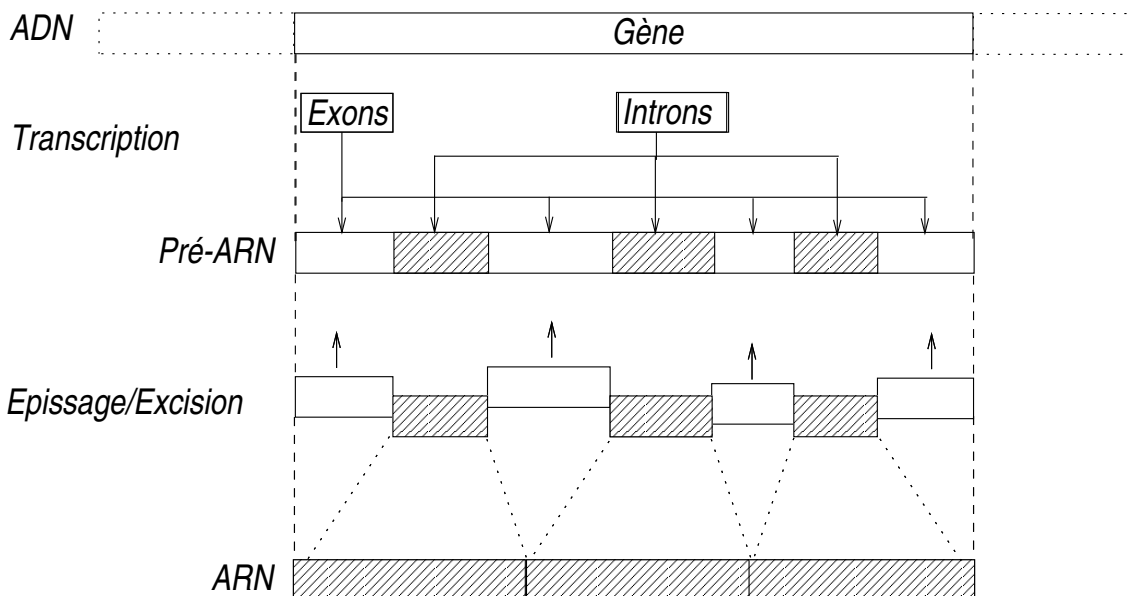 ADN
Gène
Exons
Introns
Transcription
Pré-ARN
Epissage/Excision
ARN